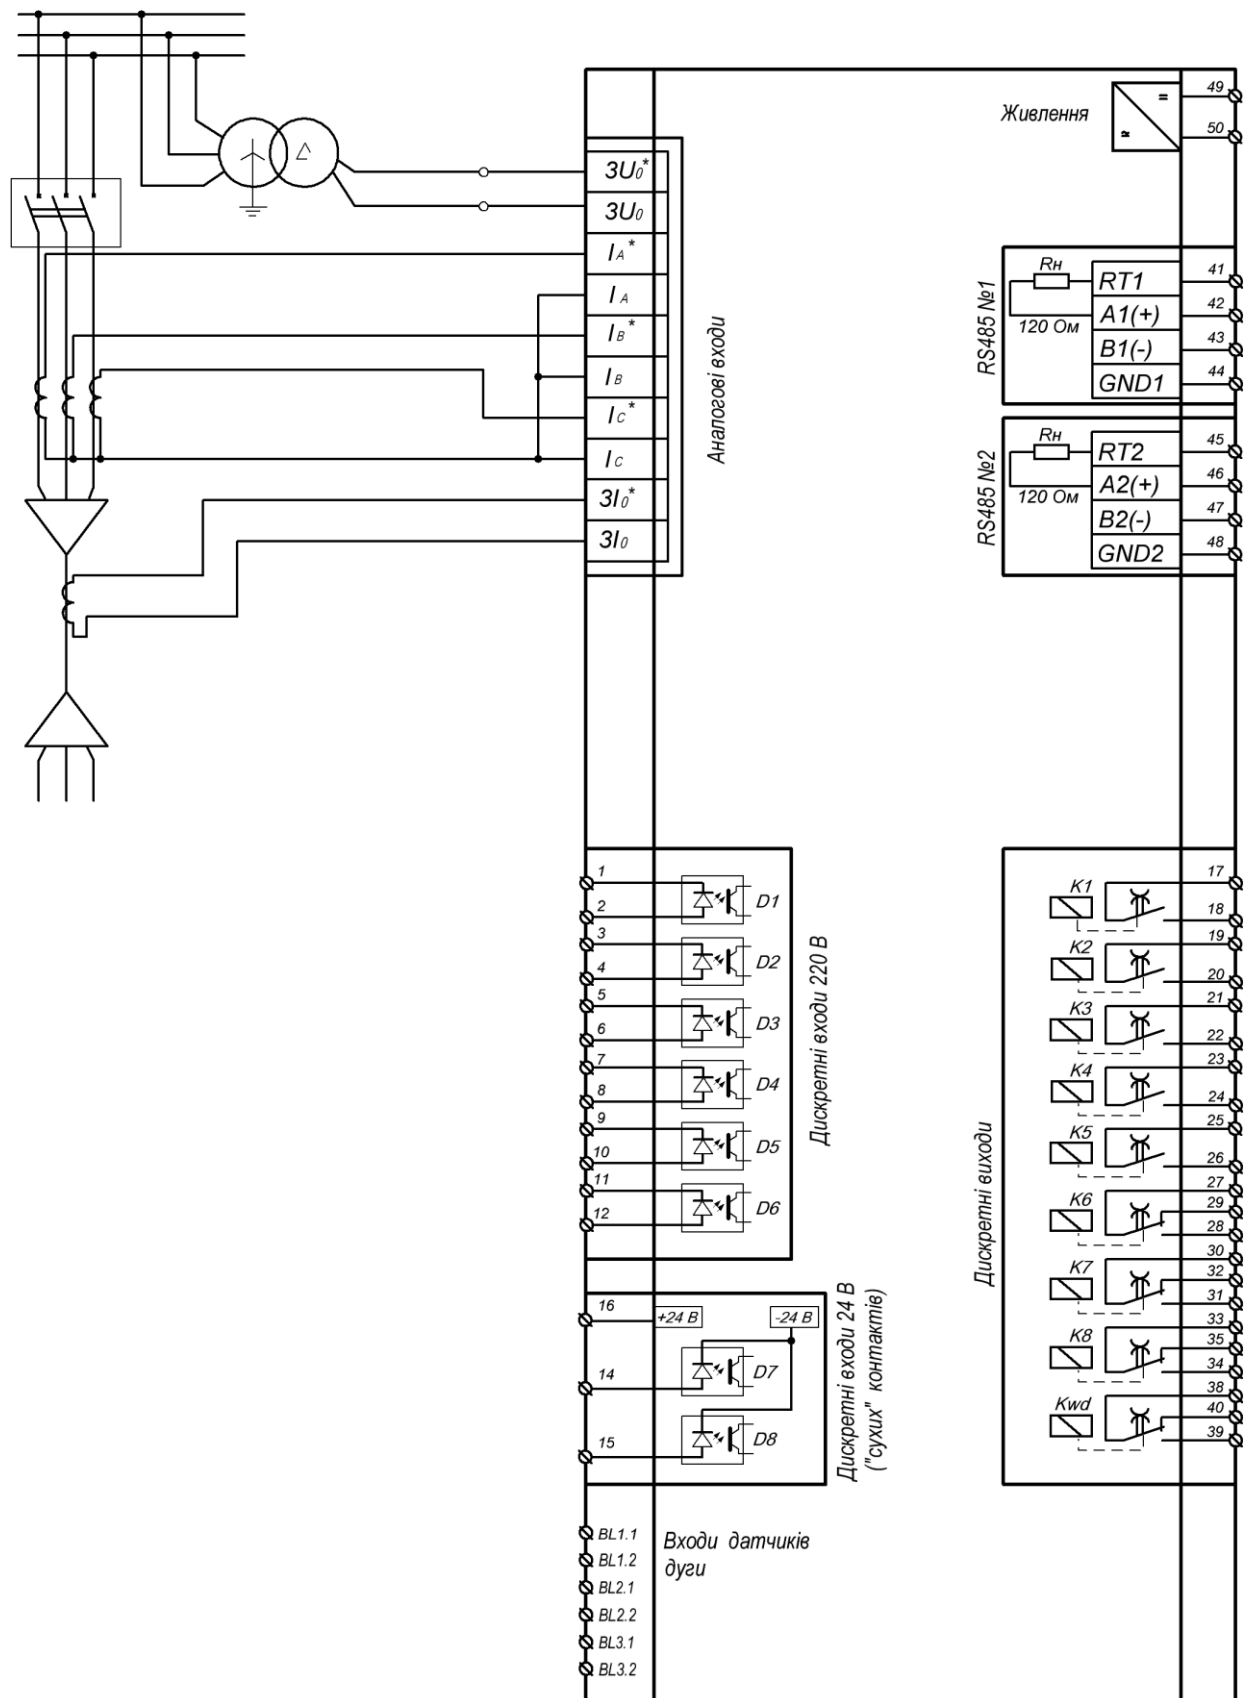 Живлення
49
50
3U0*
3U0
IA*
IA
IB*
IB
IC*
IC
3I0*
3I0
Аналогові входи
RS485 №1
Rн
120 Ом
RT1
A1(+)
B1(-)
GND1
41
42
43
44
RS485 №2
Rн
120 Ом
RT2
A2(+)
B2(-)
GND2
45
46
47
48
1
2
D1
3
4
D2
5
6
D3
7
8
D4
9
10
D5
11
12
D6
Дискретні входи 220 В
16
+24 В
-24 В
14
D7
15
D8
Дискретні входи 24 В
("сухих" контактів)
BL1.1
BL1.2
BL2.1
BL2.2
BL3.1
BL3.2
Входи датчиків
дуги
Дискретні виходи
K1
17
18
K2
19
20
K3
21
22
K4
23
24
K5
25
26
K6
27
29
28
K7
30
32
31
K8
33
35
34
Kwd
38
40
39